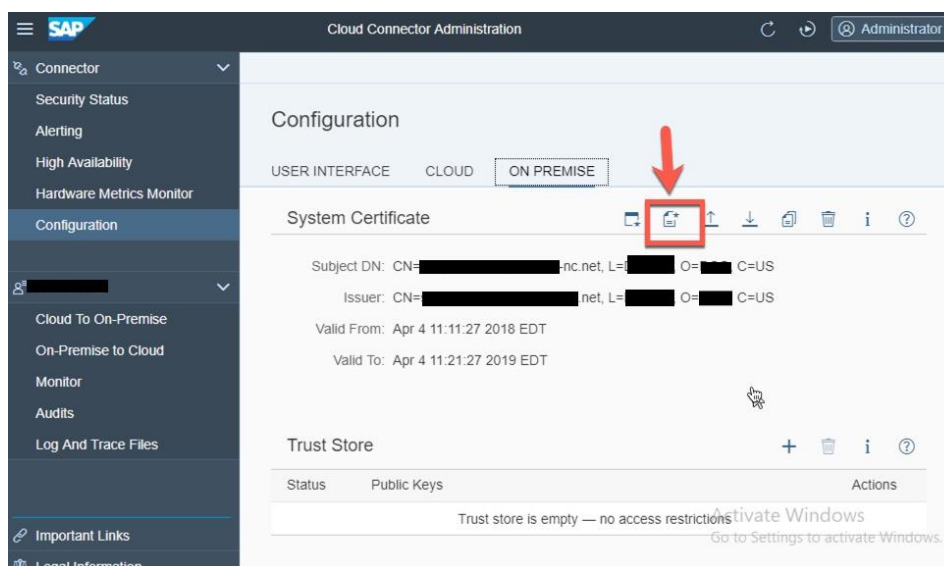 SAP Cloud Connector Administration Administrator
Connector
Security Status
Alerting
High Availability
Hardware Metrics Monitor
Configuration
Cloud To On-Premise
On-Premise to Cloud
Monitor
Audits
Log And Trace Files
Important Links
Legal Information
Configuration
USER INTERFACE CLOUD ON PREMISE
System Certificate
Subject DN: CN= -nc.net, L= O= C=US
Issuer: CN= .net, L= O= C=US
Valid From: Apr 4 11:11:27 2018 EDT
Valid To: Apr 4 11:21:27 2019 EDT
Trust Store
Status Public Keys Actions
Trust store is empty — no access restrictions
Activate Windows
Go to Settings to activate Windows.